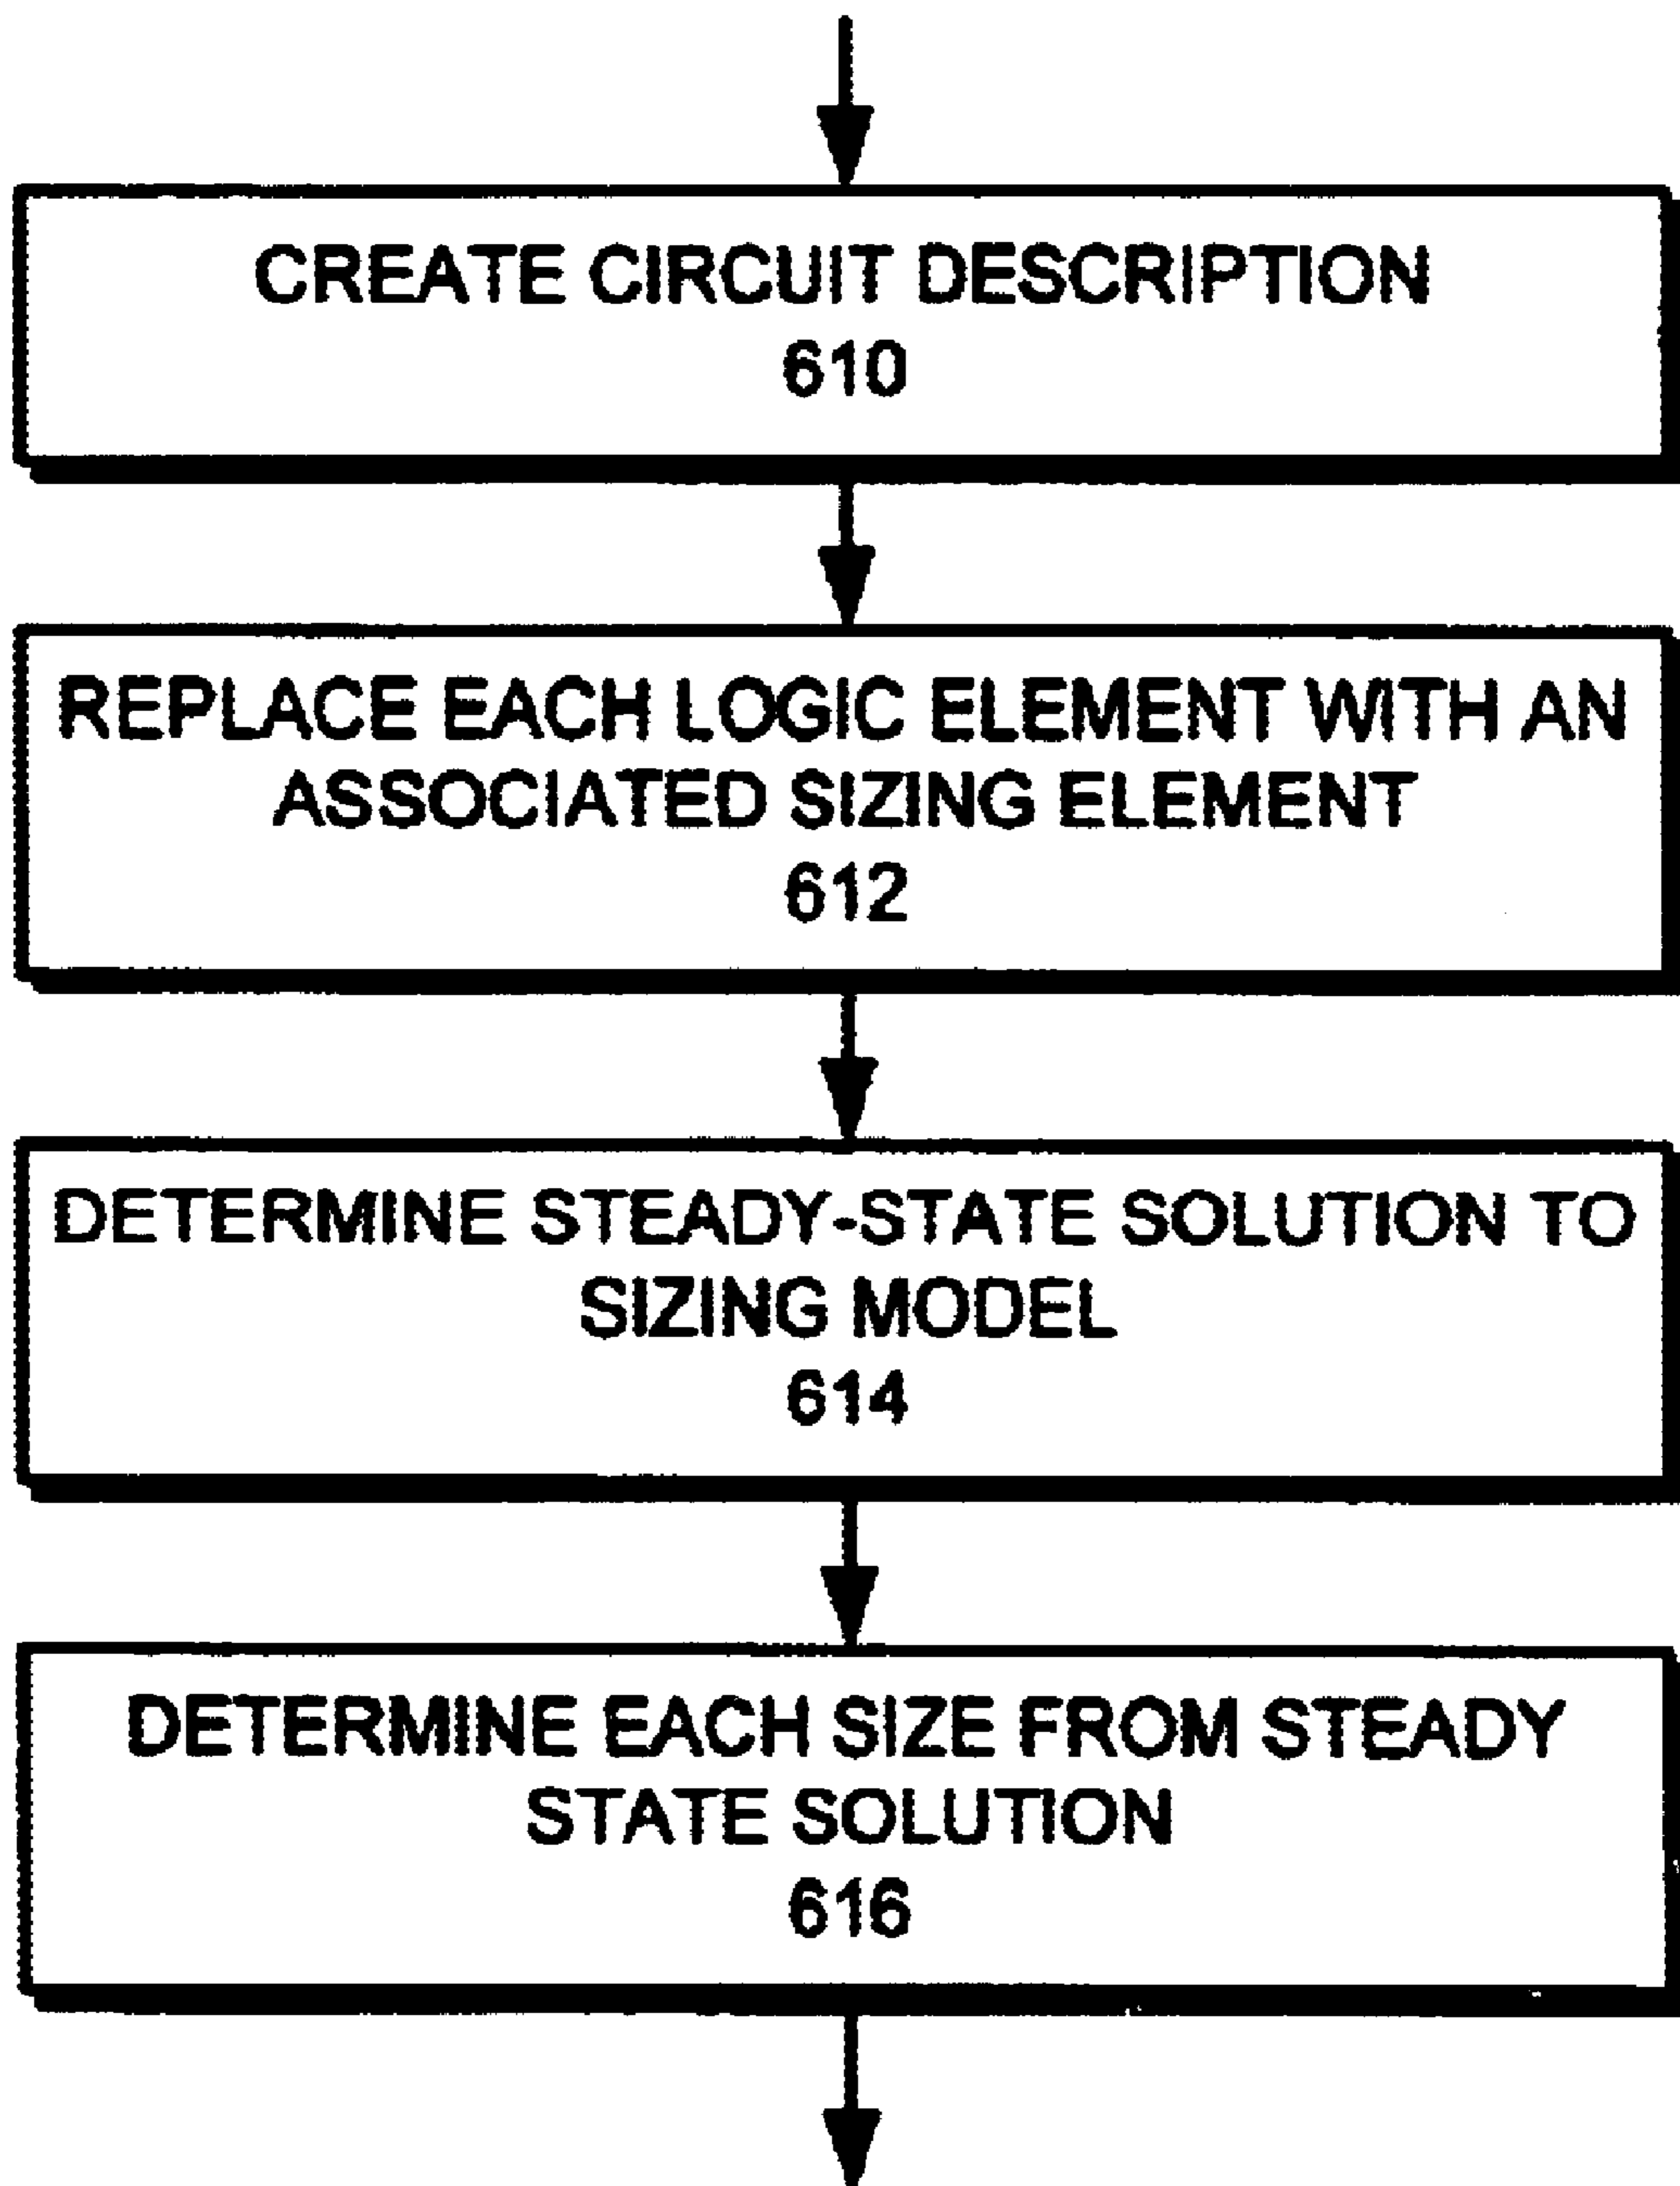 CREATE CIRCUIT DESCRIPTION
610
REPLACE EACH LOGIC ELEMENT WITH AN
ASSOCIATED SIZING ELEMENT
612
DETERMINE STEADY-STATE SOLUTION TO
SIZING MODEL
614
DETERMINE EACH SIZE FROM STEADY
STATE SOLUTION
616